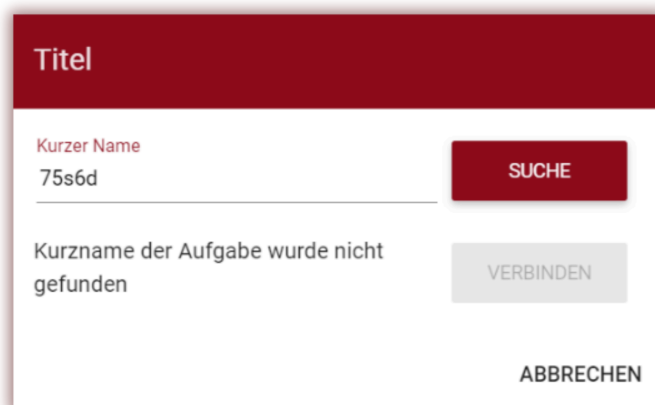 Titel
Kurzer Name
75s6d
SUCHE
Kurzname der Aufgabe wurde nicht
gefunden
VERBINDEN
ABBRECHEN